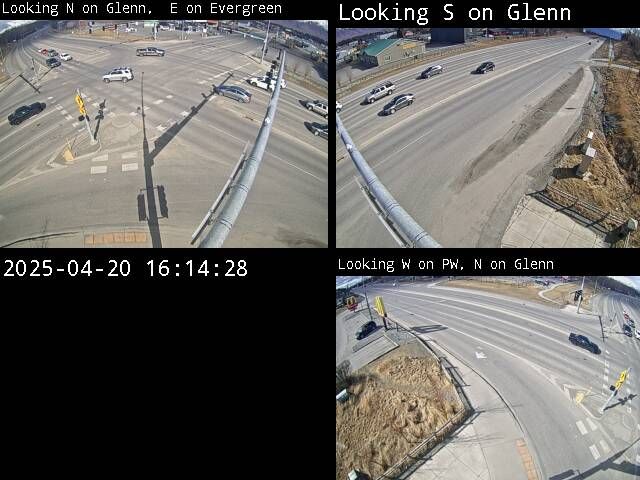 Looking N on Glenn,  E on Evergreen
Looking S on Glenn
2025-04-20 16:14:28
Looking W on PW, N on Glenn